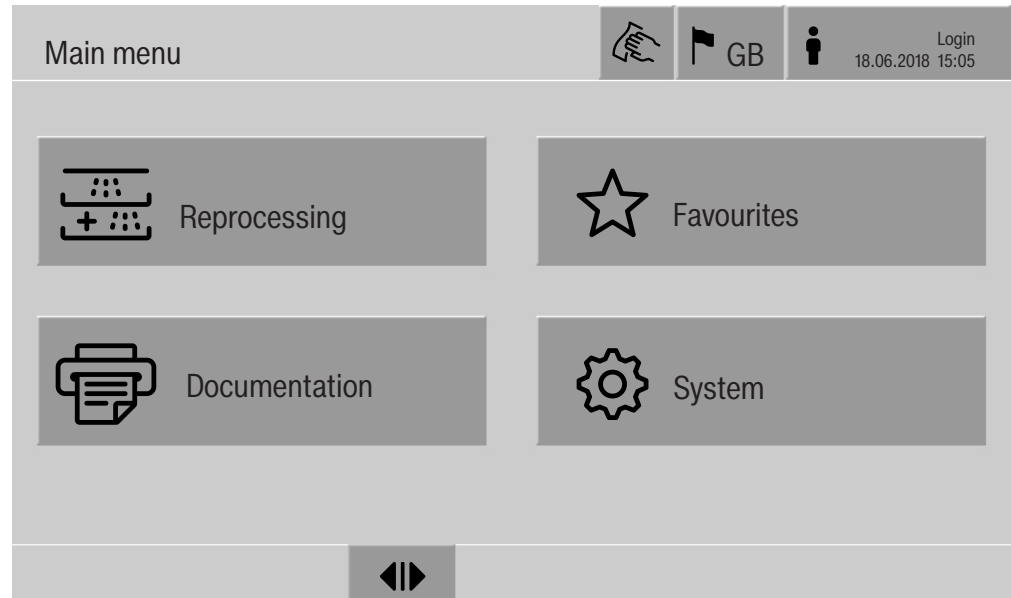 Main menu
GB
Login
18.06.2018 15:05
Reprocessing
Favourites
Documentation
System